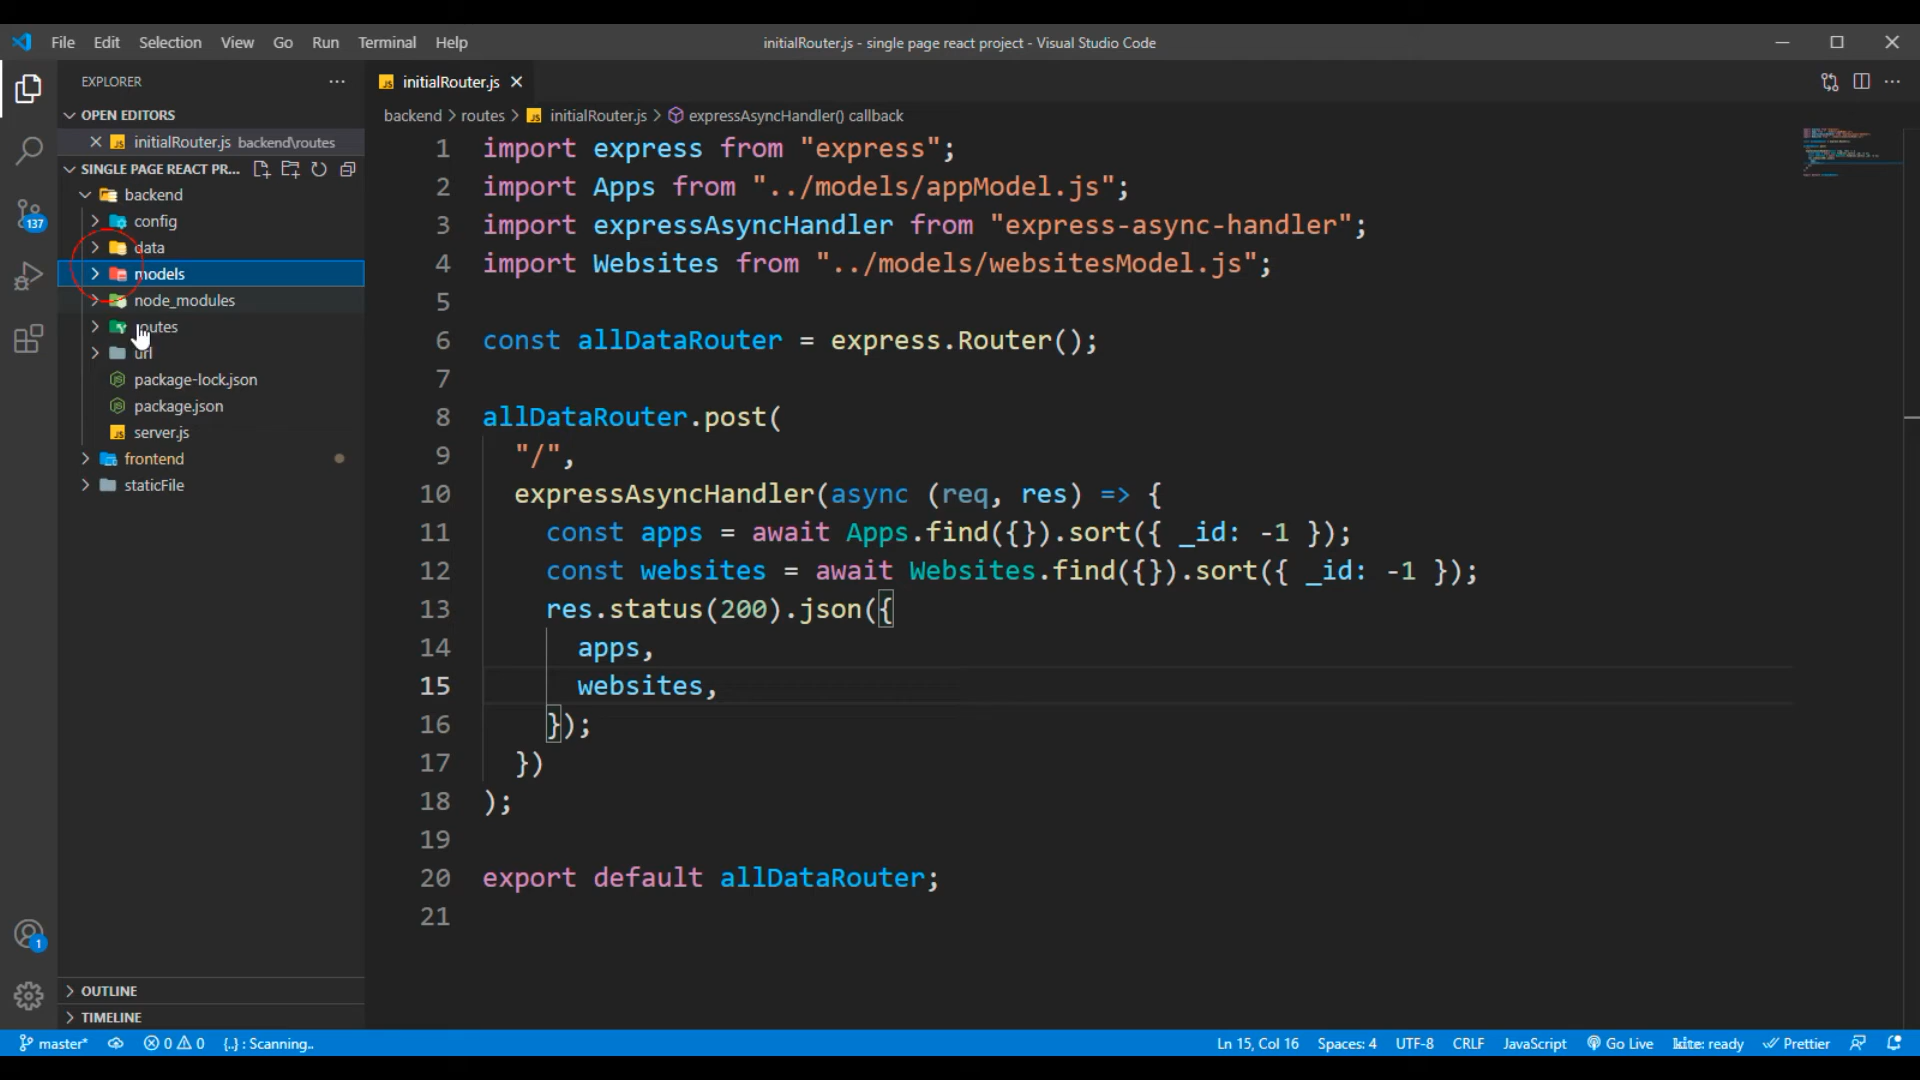 File Edit Selection View Go Run Terminal Help
initialRouter.js - single page react project - Visual Studio Code
EXPLORER
OPEN EDITORS
initialRouter.js backend\routes
SINGLE PAGE REACT PR...
backend
config
data
models
node_modules
routes
url
package-lock.json
package.json
server.js
frontend
staticFile
137
1
OUTLINE
TIMELINE
initialRouter.js
backend > routes > initialRouter.js > expressAsyncHandler() callback
1 import express from "express";
2 import Apps from "../models/appModel.js";
3 import expressAsyncHandler from "express-async-handler";
4 import Websites from "../models/websitesModel.js";
5
6 const allDataRouter = express.Router();
7
8 allDataRouter.post(
9 "/",
10 expressAsyncHandler(async (req, res) => {
11 const apps = await Apps.find({}).sort({ _id: -1 });
12 const websites = await Websites.find({}).sort({ _id: -1 });
13 res.status(200).json({
14 apps,
15 websites,
16 });
17 })
18 );
19
20 export default allDataRouter;
21
master* 0 0 {..} : Scanning..
Ln 15, Col 16 Spaces: 4 UTF-8 CRLF JavaScript Go Live kite: ready Prettier